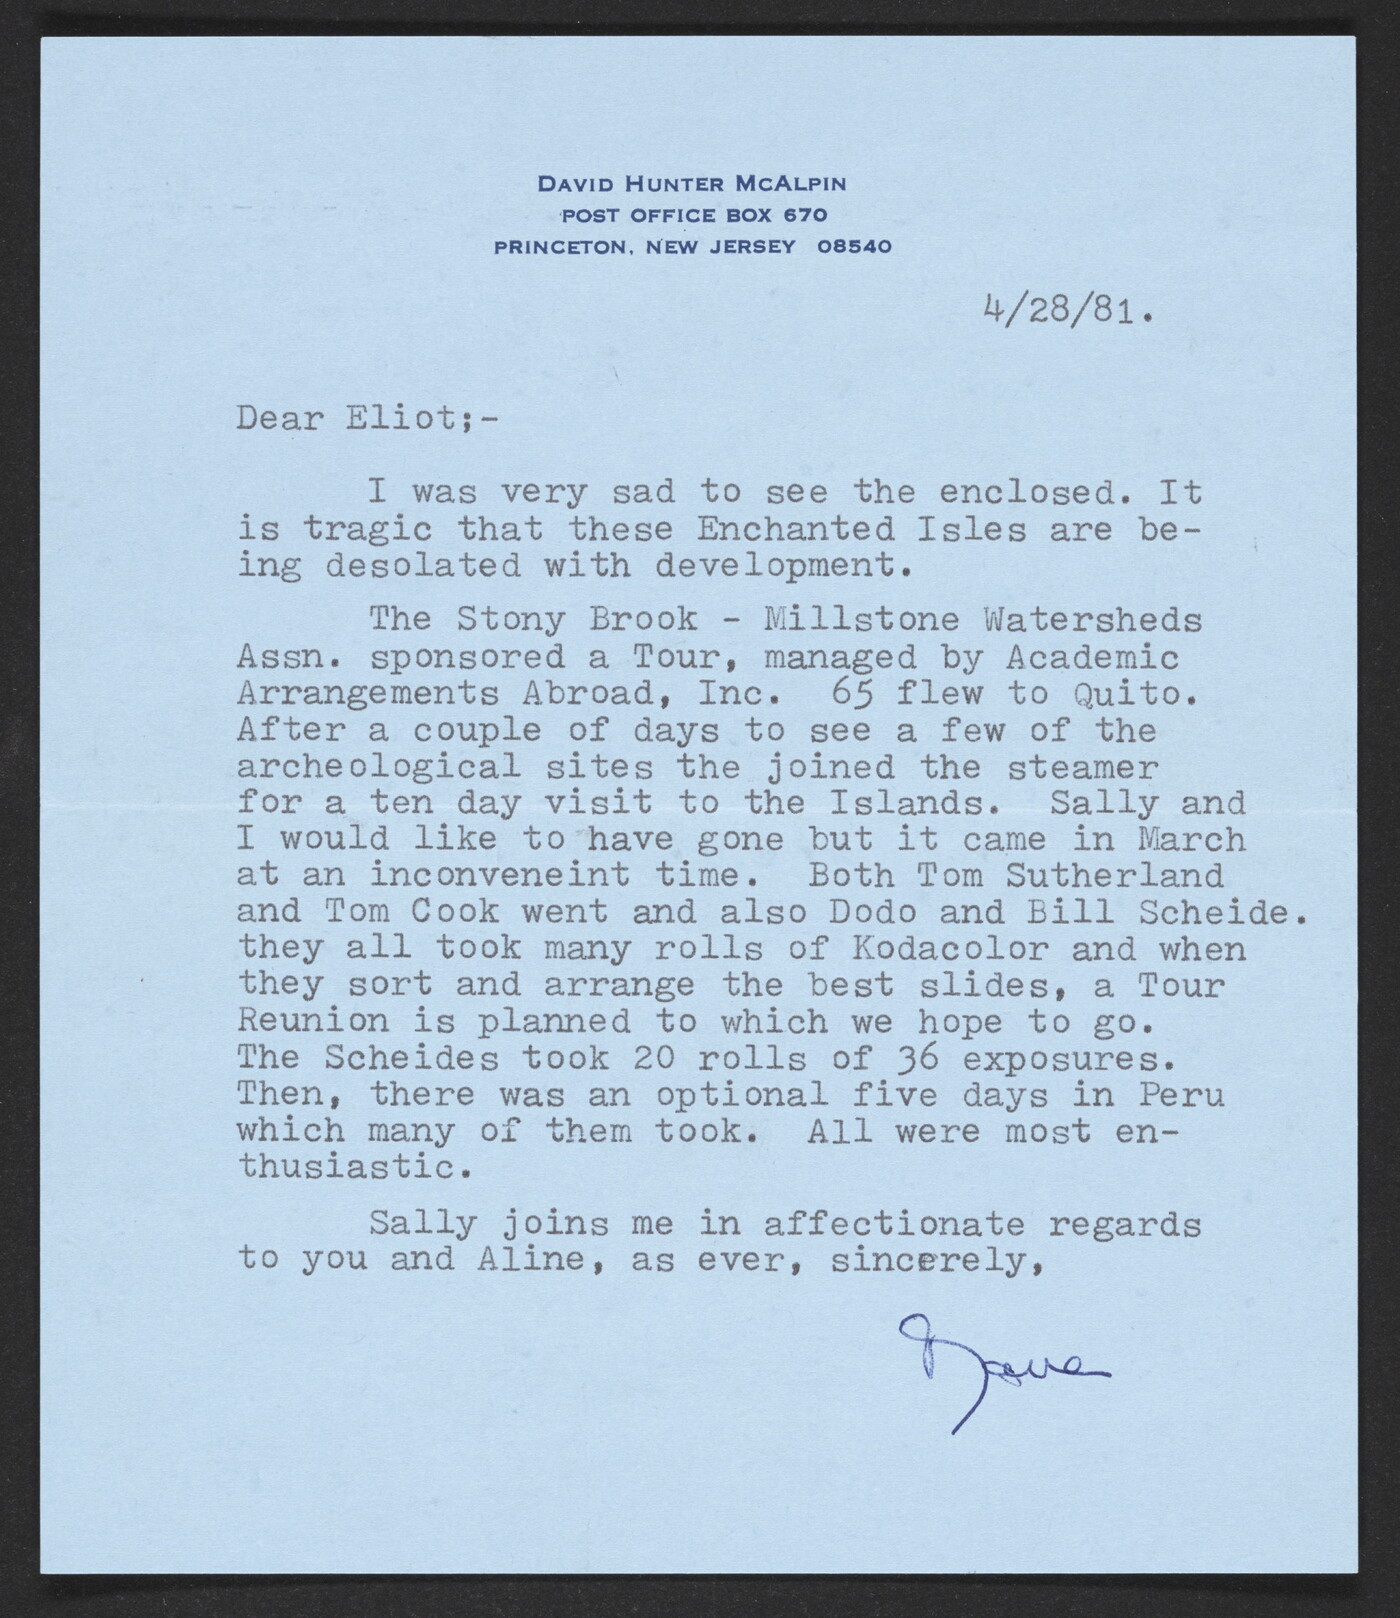 DAVID HUNTER MCALPIN
POST OFFICE BOX 670
PRINCETON, NEW JERSEY 08540
4/28/81.
Dear Eliot;-
I was very sad to see the enclosed. It
is tragic that these Enchanted Isles are be-
ing desolated with development.
The Stony Brook - Millstone Watersheds
Assn. sponsored a Tour, managed by Academic
Arrangements Abroad, Inc. 65 flew to Quito.
After a couple of days to see a few of the
archeological sites the joined the steamer
for a ten day visit to the Islands. Sally and
I would like to have gone but it came in March
at an inconveneint time. Both Tom Sutherland
and Tom Cook went and also Dodo and Bill Scheide.
they all took many rolls of Kodacolor and when
they sort and arrange the best slides, a Tour
Reunion is planned to which we hope to go.
The Scheides took 20 rolls of 36 exposures.
Then, there was an optional five days in Peru
which many of them took. All were most en-
thusiastic.
Sally joins me in affectionate regards
to you and Aline, as ever, sincerely,
Dave